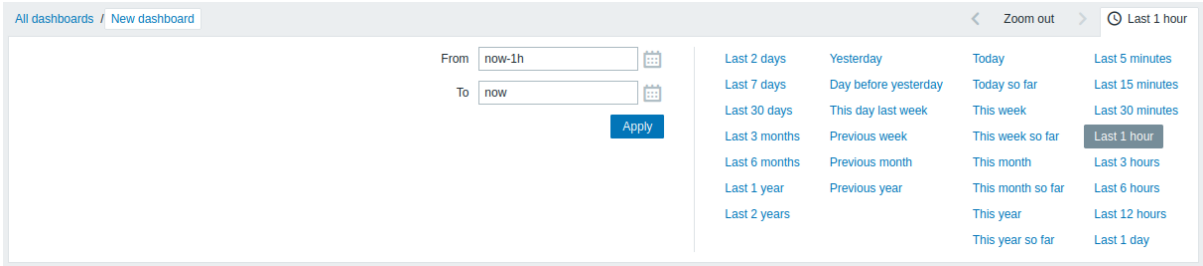 All dashboards / New dashboard Zoom out Last 1 hour
From now-1h
To now
Apply
Last 2 days Yesterday Today Last 5 minutes
Last 7 days Day before yesterday Today so far Last 15 minutes
Last 30 days This day last week This week Last 30 minutes
Last 3 months Previous week This week so far Last 1 hour
Last 6 months Previous month This month Last 3 hours
Last 1 year Previous year This month so far Last 6 hours
Last 2 years This year Last 12 hours
This year so far Last 1 day